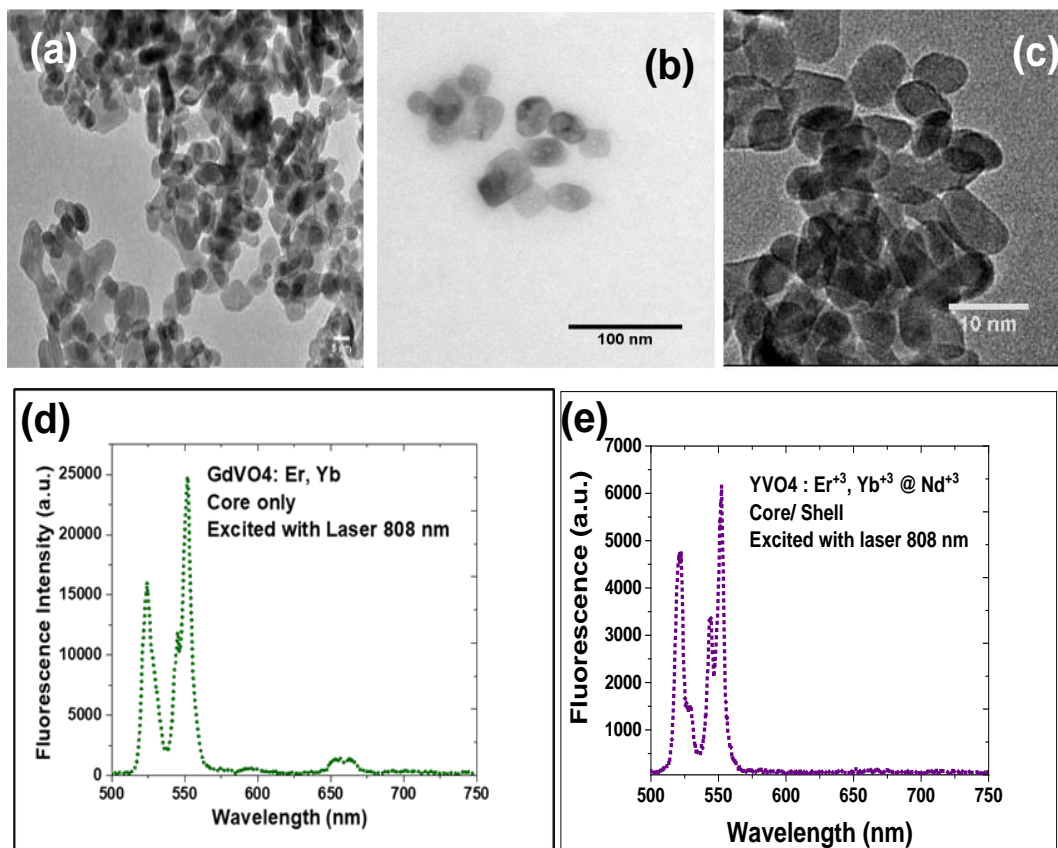 (a)
(b)
100 nm
(c)
10 nm
(d)
GdVO4: Er, Yb
Core only
Excited with Laser 808 nm
Fluorescence Intensity (a.u.)
25000
20000
15000
10000
5000
0
500 550 600 650 700 750
Wavelength (nm)
(e)
YVO4 : Er+3, Yb+3 @ Nd+3
Core/ Shell
Excited with laser 808 nm
Fluorescence (a.u.)
7000
6000
5000
4000
3000
2000
1000
500 550 600 650 700 750
Wavelength (nm)